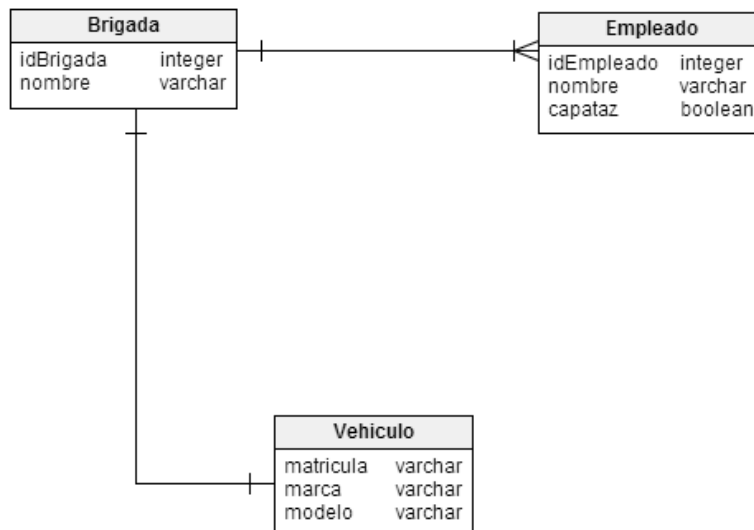 Brigada
idBrigada integer
nombre varchar
Empleado
idEmpleado integer
nombre varchar
capataz boolean
Vehiculo
matricula varchar
marca varchar
modelo varchar